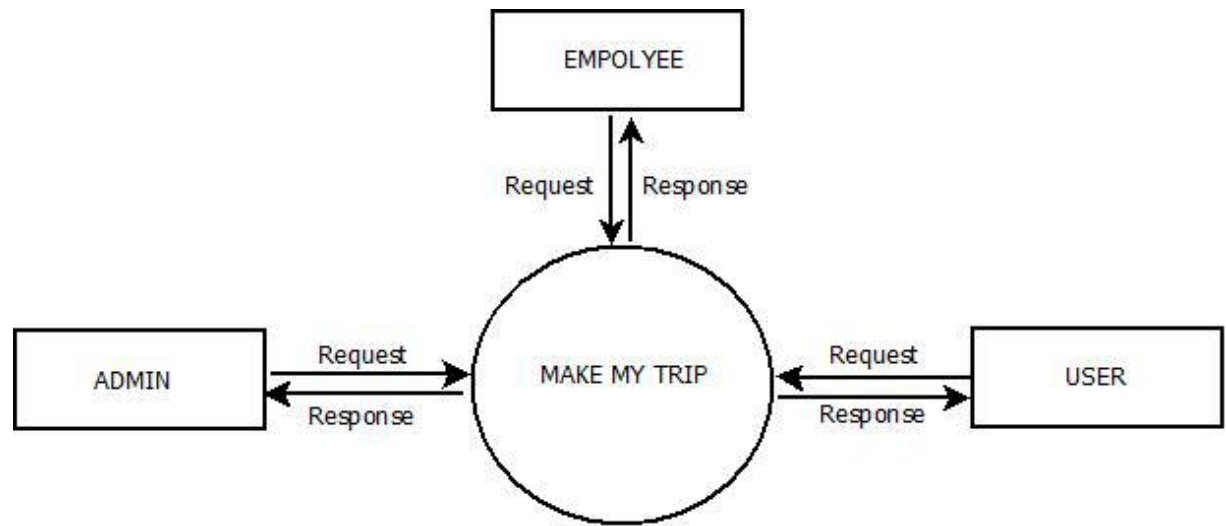 EMPOLYEE
Request Response
Request
ADMIN
Response
MAKE MY TRIP
Request
USER
Response